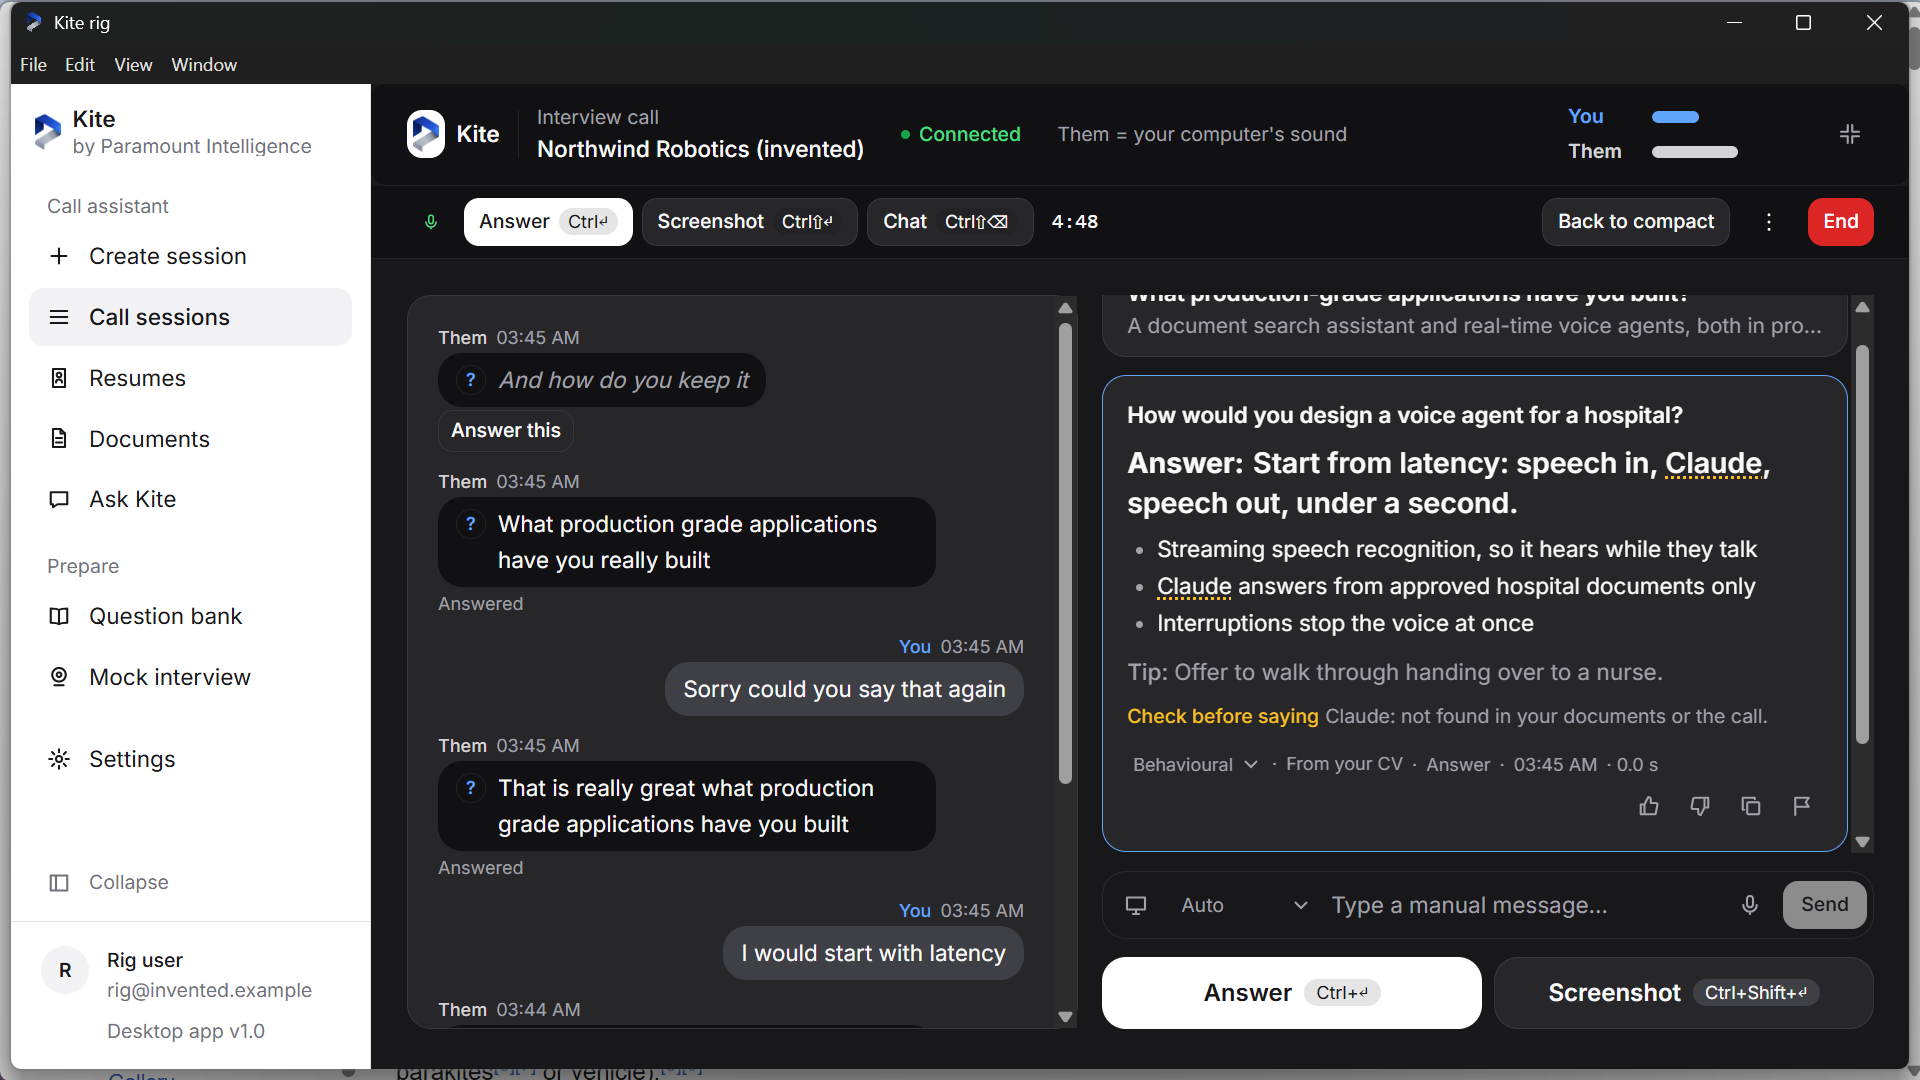 Kite rig
File Edit View Window
Kite
by Paramount Intelligence
Call assistant
Create session
Call sessions
Resumes
Documents
Ask Kite
Prepare
Question bank
Mock interview
Settings
Collapse
R
Rig user
rig@invented.example
Desktop app v1.0
Kite
Interview call
Northwind Robotics (invented)
Connected
Them = your computer's sound
You
Them
Answer Ctrl↵
Screenshot Ctrl⇧↵
Chat Ctrl⇧⌫
4:48
Back to compact
End
Them 03:45 AM
? And how do you keep it
Answer this
Them 03:45 AM
? What production grade applications
have you really built
Answered
You 03:45 AM
Sorry could you say that again
Them 03:45 AM
? That is really great what production
grade applications have you built
Answered
You 03:45 AM
I would start with latency
Them 03:44 AM
What production-grade applications have you built?
A document search assistant and real-time voice agents, both in pro...
How would you design a voice agent for a hospital?
Answer: Start from latency: speech in, Claude,
speech out, under a second.
• Streaming speech recognition, so it hears while they talk
• Claude answers from approved hospital documents only
• Interruptions stop the voice at once
Tip: Offer to walk through handing over to a nurse.
Check before saying Claude: not found in your documents or the call.
Behavioural · From your CV · Answer · 03:45 AM · 0.0 s
Auto
Type a manual message...
Send
Answer Ctrl+↵
Screenshot Ctrl+Shift+↵